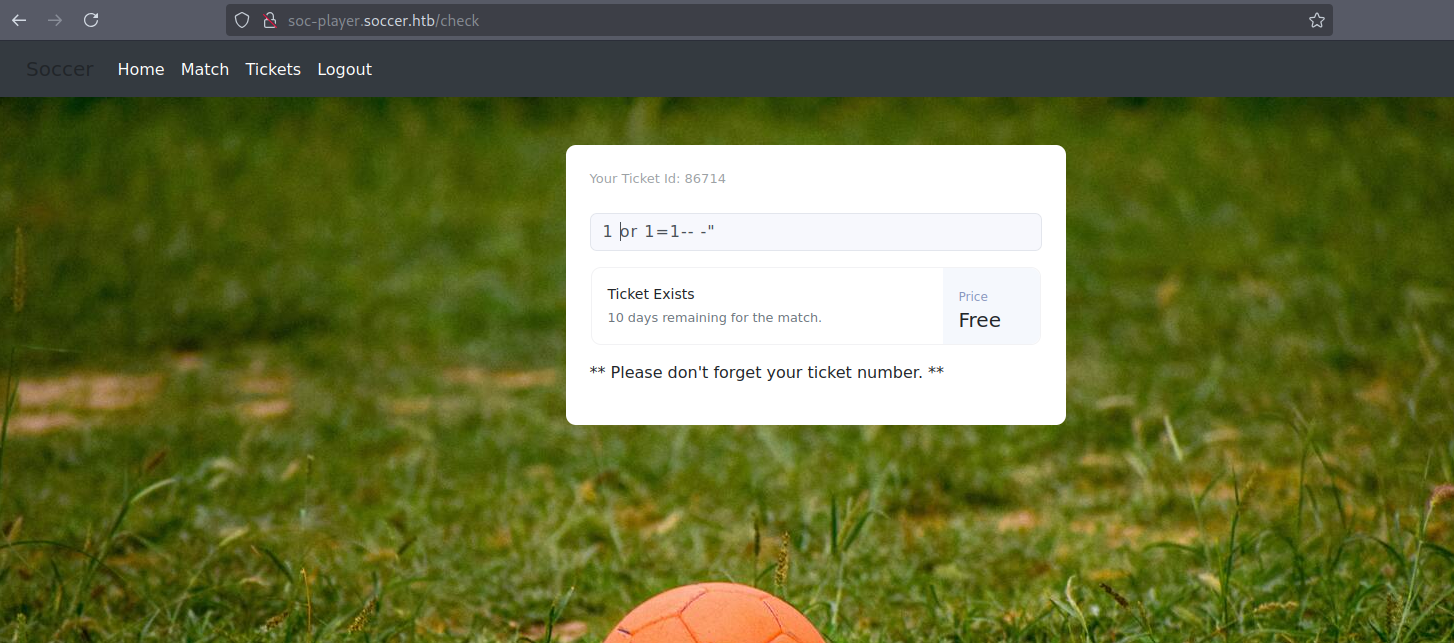 soc-player.soccer.htb/check
Soccer Home Match Tickets Logout
Your Ticket Id: 86714
1 or 1=1-- -"
Ticket Exists
10 days remaining for the match.
Price
Free
** Please don't forget your ticket number. **